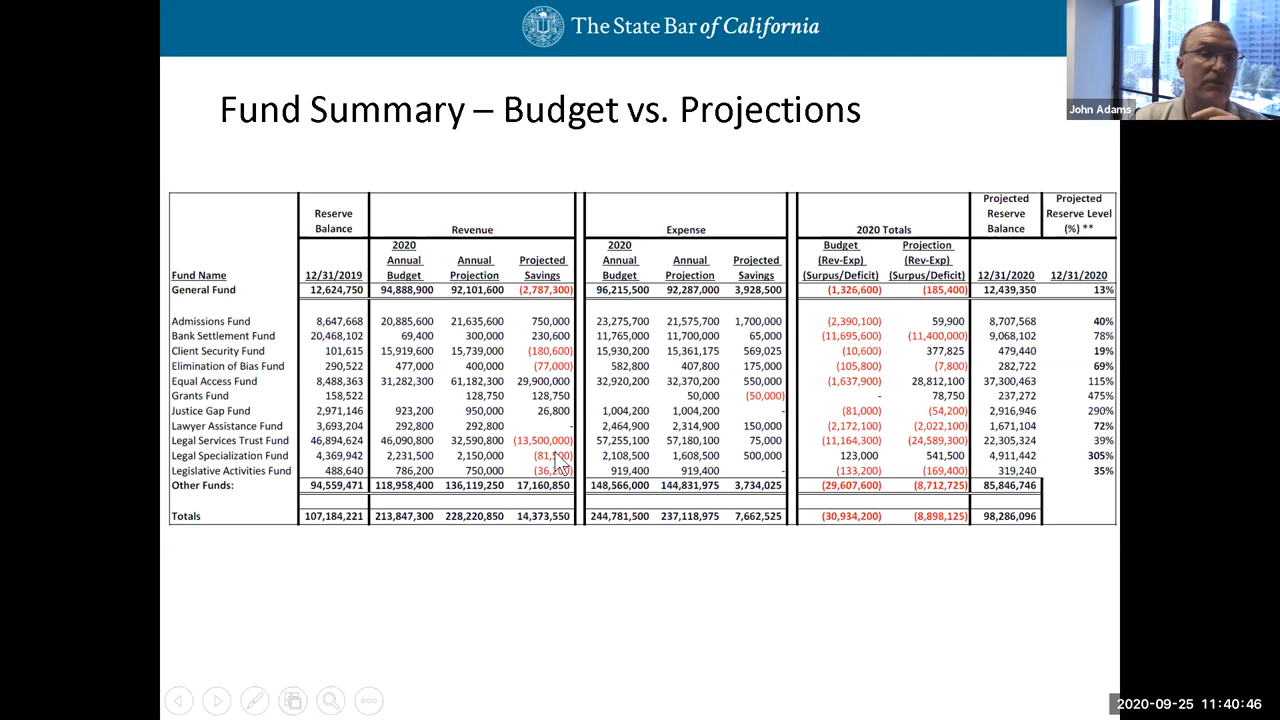 The State Bar of California
John Adams
Fund Summary – Budget vs. Projections
Reserve Balance Revenue Expense 2020 Totals Projected Reserve Balance Projected Reserve Level (%) **
Fund Name 12/31/2019 2020 Annual Budget Annual Projection Projected Savings 2020 Annual Budget Annual Projection Projected Savings Budget (Rev-Exp) (Surpus/Deficit) Projection (Rev-Exp) (Surpus/Deficit) 12/31/2020 12/31/2020
General Fund 12,624,750 94,888,900 92,101,600 (2,787,300) 96,215,500 92,287,000 3,928,500 (1,326,600) (185,400) 12,439,350 13%
Admissions Fund 8,647,668 20,885,600 21,635,600 750,000 23,275,700 21,575,700 1,700,000 (2,390,100) 59,900 8,707,568 40%
Bank Settlement Fund 20,468,102 69,400 300,000 230,600 11,765,000 11,700,000 65,000 (11,695,600) (11,400,000) 9,068,102 78%
Client Security Fund 101,615 15,919,600 15,739,000 (180,600) 15,930,200 15,361,175 569,025 (10,600) 377,825 479,440 19%
Elimination of Bias Fund 290,522 477,000 400,000 (77,000) 582,800 407,800 175,000 (105,800) (7,800) 282,722 69%
Equal Access Fund 8,488,363 31,282,300 61,182,300 29,900,000 32,920,200 32,370,200 550,000 (1,637,900) 28,812,100 37,300,463 115%
Grants Fund 158,522 128,750 128,750 50,000 (50,000) - 78,750 237,272 475%
Justice Gap Fund 2,971,146 923,200 950,000 26,800 1,004,200 1,004,200 - (81,000) (54,200) 2,916,946 290%
Lawyer Assistance Fund 3,693,204 292,800 292,800 - 2,464,900 2,314,900 150,000 (2,172,100) (2,022,100) 1,671,104 72%
Legal Services Trust Fund 46,894,624 46,090,800 32,590,800 (13,500,000) 57,255,100 57,180,100 75,000 (11,164,300) (24,589,300) 22,305,324 39%
Legal Specialization Fund 4,369,942 2,231,500 2,150,000 2,108,500 1,608,500 500,000 123,000 541,500 4,911,442 305%
Legislative Activities Fund 488,640 786,200 750,000 919,400 919,400 - (133,200) (169,400) 319,240 35%
Other Funds: 94,559,471 118,958,400 136,119,250 17,160,850 148,566,000 144,831,975 3,734,025 (29,607,600) (8,712,725) 85,846,746
Totals 107,184,221 213,847,300 228,220,850 14,373,550 244,781,500 237,118,975 7,662,525 (30,934,200) (8,898,125) 98,286,096
2020-09-25 11:40:46